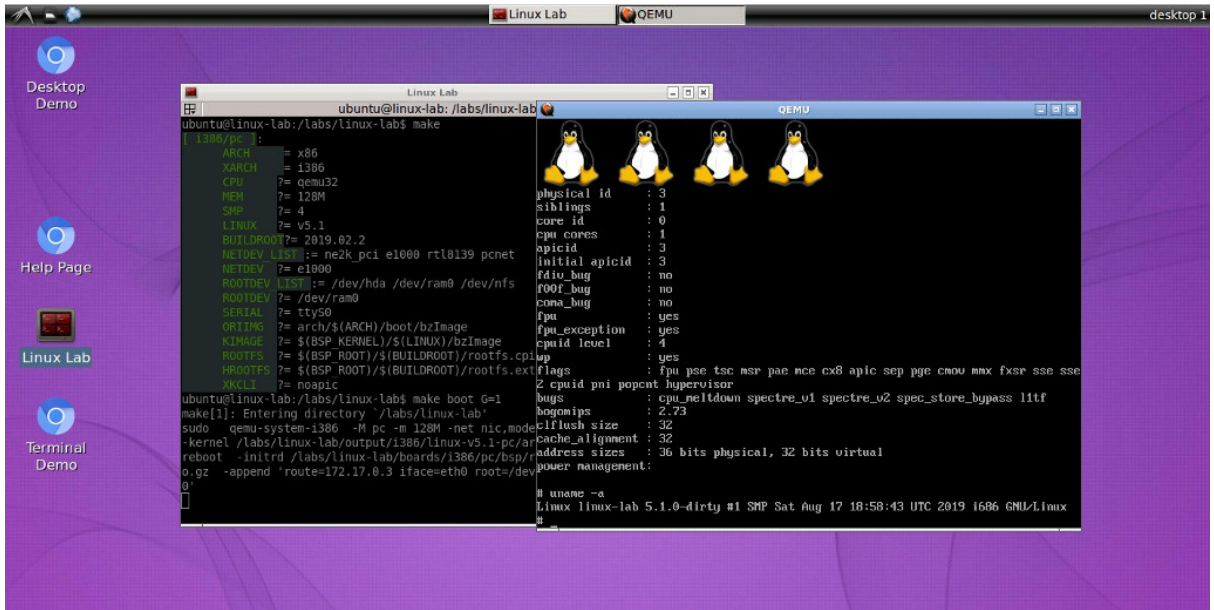 Linux Lab
QEMU
desktop 1
Desktop
Demo
Help Page
Linux Lab
Terminal
Demo
Linux Lab
ubuntu@linux-lab: /labs/linux-lab
ubuntu@linux-lab:/labs/linux-lab$ make
[ i386/pc ]:
ARCH = x86
XARCH = i386
CPU ?= qemu32
MEM ?= 128M
SMP ?= 4
LINUX ?= v5.1
BUILDROOT?= 2019.02.2
NETDEV_LIST := ne2k_pci e1000 rtl8139 pcnet
NETDEV ?= e1000
ROOTDEV_LIST := /dev/hda /dev/ram0 /dev/nfs
ROOTDEV ?= /dev/ram0
SERIAL ?= ttyS0
ORIIMG ?= arch/$(ARCH)/boot/bzImage
KIMAGE ?= $(BSP_KERNEL)/$(LINUX)/bzImage
ROOTFS ?= $(BSP_ROOT)/$(BUILDROOT)/rootfs.cpi
HROOTFS ?= $(BSP_ROOT)/$(BUILDROOT)/rootfs.ext
XKCLI ?= noapic
ubuntu@linux-lab:/labs/linux-lab$ make boot G=1
make[1]: Entering directory `/labs/linux-lab'
sudo qemu-system-i386 -M pc -m 128M -net nic,mode
-kernel /labs/linux-lab/output/i386/linux-v5.1-pc/ar
reboot -initrd /labs/linux-lab/boards/i386/pc/bsp/r
o.gz -append 'route=172.17.0.3 iface=eth0 root=/dev
0'
QEMU
physical id : 3
siblings : 1
core id : 0
cpu cores : 1
apicid : 3
initial apicid : 3
fdiv_bug : no
f00f_bug : no
coma_bug : no
fpu : yes
fpu_exception : yes
cpuid level : 4
wp : yes
flags : fpu pse tsc msr pae mce cx8 apic sep pge cmov mmx fxsr sse sse
2 cpuid pni popcnt hypervisor
bugs : cpu_meltdown spectre_v1 spectre_v2 spec_store_bypass l1tf
bogomips : 2.73
clflush size : 32
cache_alignment : 32
address sizes : 36 bits physical, 32 bits virtual
power management:
# uname -a
Linux linux-lab 5.1.0-dirty #1 SMP Sat Aug 17 18:58:43 UTC 2019 i686 GNU/Linux
# _